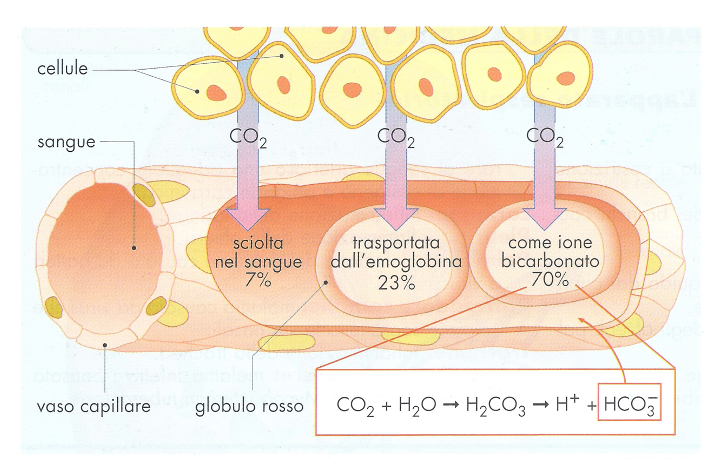 cellule
CO₂ CO₂ CO₂
sangue
sciolta
nel sangue
7%
trasportata
dall'emoglobina
23%
come ione
bicarbonato
70%
vaso capillare
globulo rosso
CO₂ + H₂O → H₂CO₃ → H⁺ + HCO₃⁻